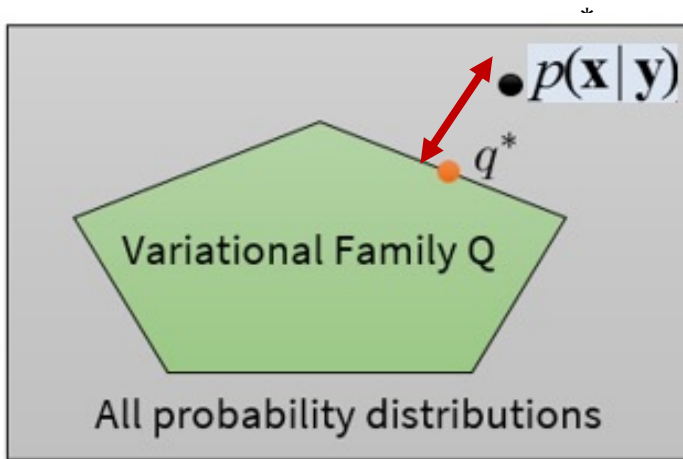 *
p(x|y)
q*
Variational Family Q
All probability distributions